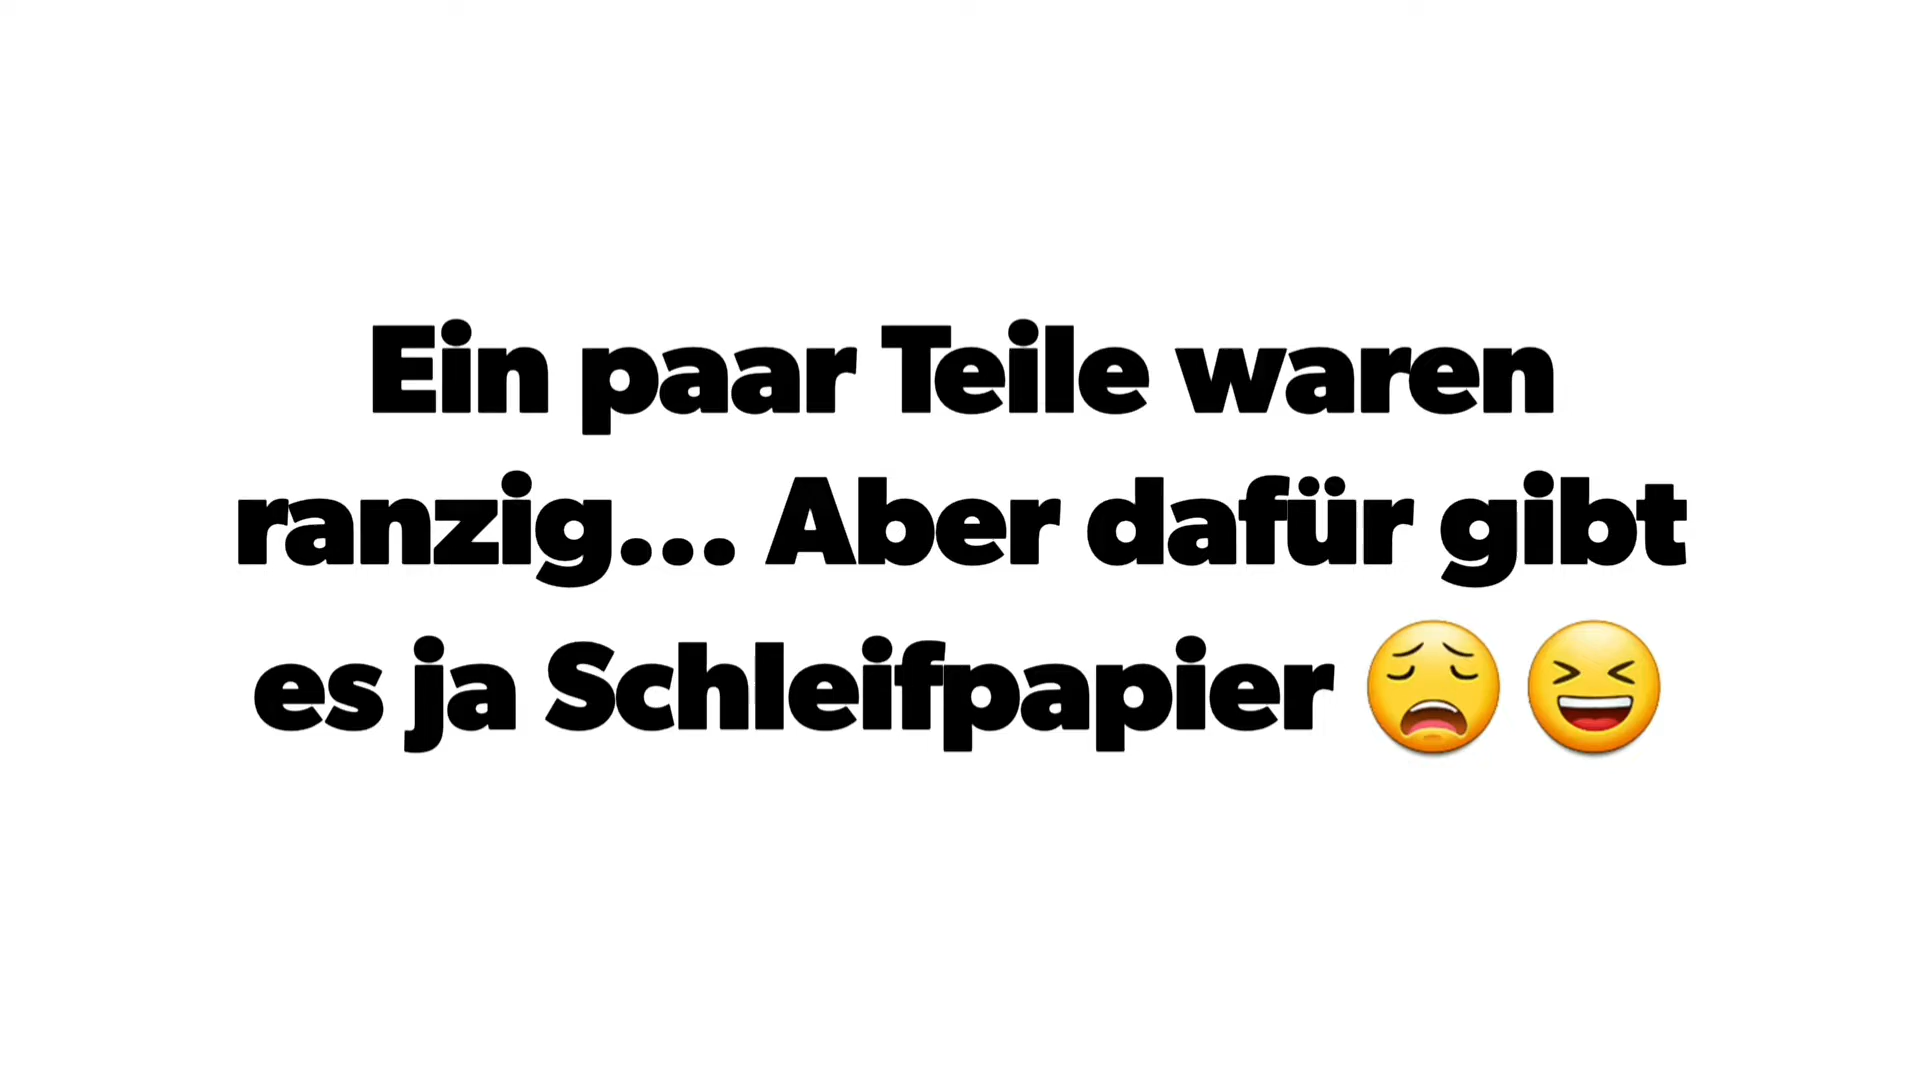 Ein paar Teile waren
ranzig... Aber dafür gibt
es ja Schleifpapier 😩 😆